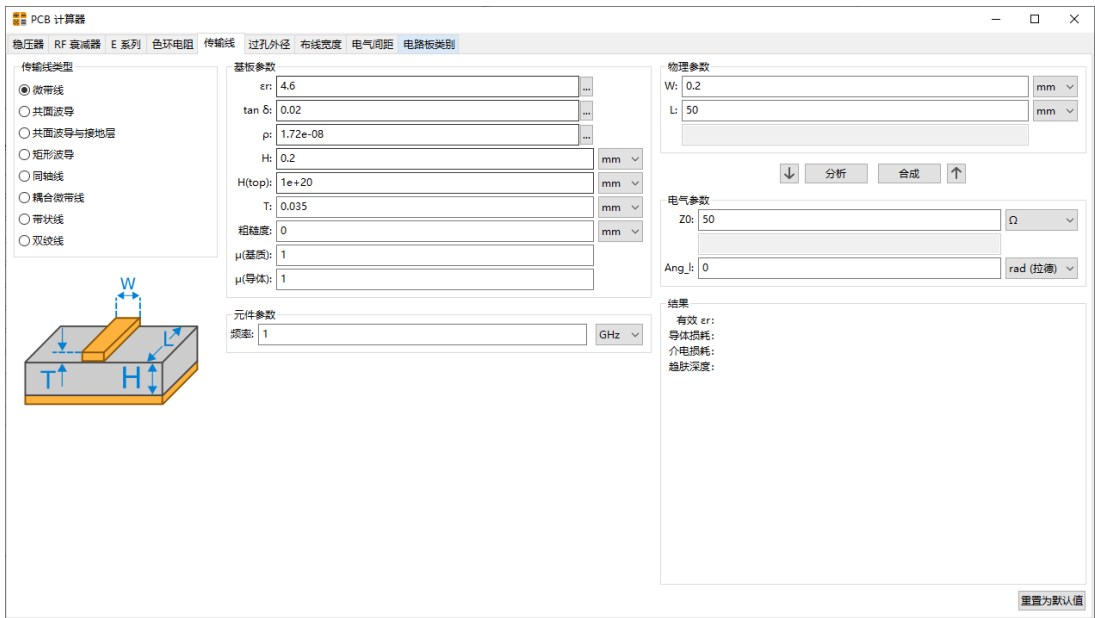 PCB 计算器
稳压器 RF 衰减器 E 系列 色环电阻 传输线 过孔外径 布线宽度 电气间距 电路板类别
传输线类型
微带线
共面波导
共面波导与接地层
矩形波导
同轴线
耦合微带线
带状线
双绞线
W
L
T
H
基板参数
εr: 4.6 ...
tan δ: 0.02 ...
ρ: 1.72e-08 ...
H: 0.2 mm
H(top): 1e+20 mm
T: 0.035 mm
粗糙度: 0 mm
μ(基质): 1
μ(导体): 1
元件参数
频率: 1 GHz
物理参数
W: 0.2 mm
L: 50 mm
分析 合成
电气参数
Z0: 50 Ω
Ang_l: 0 rad (拉德)
结果
有效 εr:
导体损耗:
介电损耗:
趋肤深度:
重置为默认值